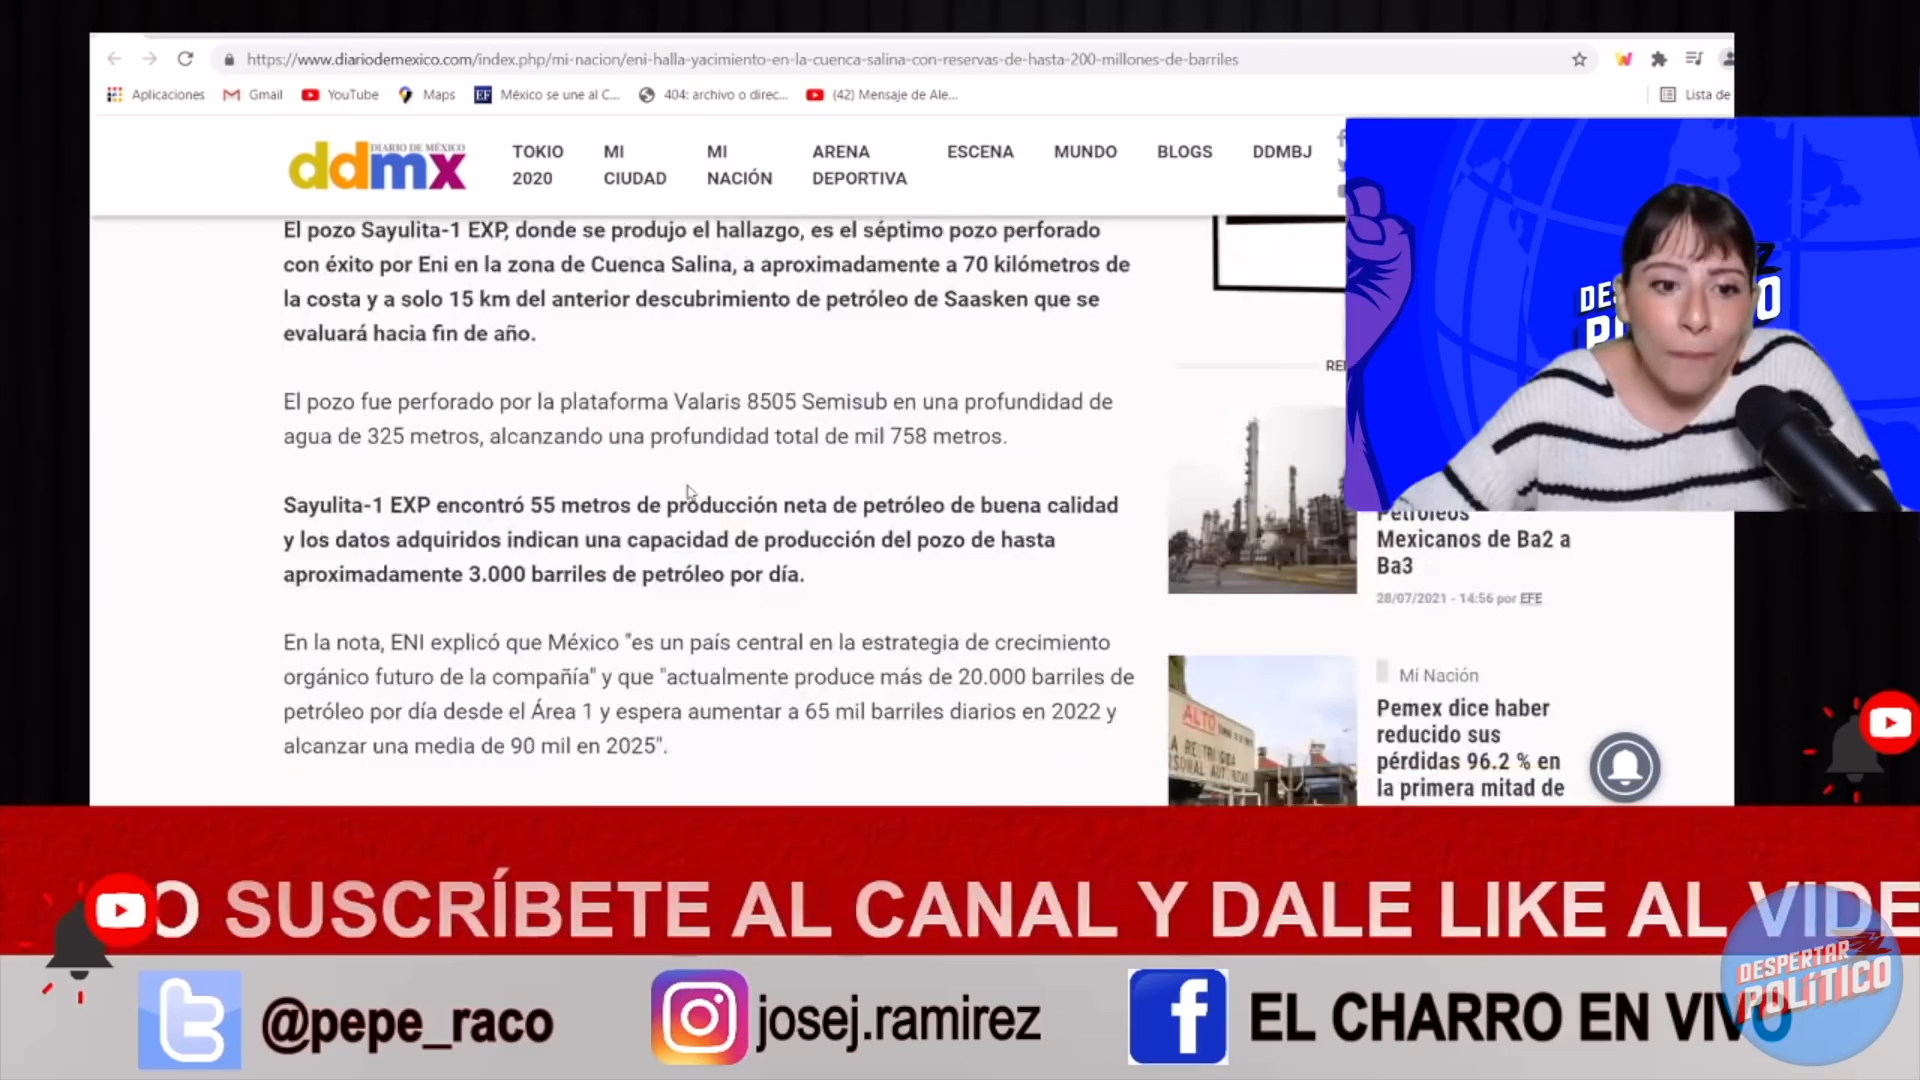 https://www.diariodemexico.com/index.php/mi-nacion/eni-halla-yacimiento-en-la-cuenca-salina-con-reservas-de-hasta-200-millones-de-barriles
Aplicaciones
Gmail
YouTube
Maps
EF
México se une al C...
404: archivo o direc...
(42) Mensaje de Ale...
Lista de
DIARIO DE MÉXICO
ddmx
TOKIO
2020
MI
CIUDAD
MI
NACIÓN
ARENA
DEPORTIVA
ESCENA
MUNDO
BLOGS
DDMBJ
El pozo Sayulita-1 EXP, donde se produjo el hallazgo, es el séptimo pozo perforado
con éxito por Eni en la zona de Cuenca Salina, a aproximadamente a 70 kilómetros de
la costa y a solo 15 km del anterior descubrimiento de petróleo de Saasken que se
evaluará hacia fin de año.
El pozo fue perforado por la plataforma Valaris 8505 Semisub en una profundidad de
agua de 325 metros, alcanzando una profundidad total de mil 758 metros.
Sayulita-1 EXP encontró 55 metros de producción neta de petróleo de buena calidad
y los datos adquiridos indican una capacidad de producción del pozo de hasta
aproximadamente 3.000 barriles de petróleo por día.
En la nota, ENI explicó que México "es un país central en la estrategia de crecimiento
orgánico futuro de la compañía" y que "actualmente produce más de 20.000 barriles de
petróleo por día desde el Área 1 y espera aumentar a 65 mil barriles diarios en 2022 y
alcanzar una media de 90 mil en 2025".
Petróleos
Mexicanos de Ba2 a
Ba3
28/07/2021 - 14:56 por EFE
Mi Nación
Pemex dice haber
reducido sus
pérdidas 96.2 % en
la primera mitad de
ALTO
O SUSCRÍBETE AL CANAL Y DALE LIKE AL VIDE
@pepe_raco
josej.ramirez
EL CHARRO EN VIVO
DESPERTAR
POLÍTICO